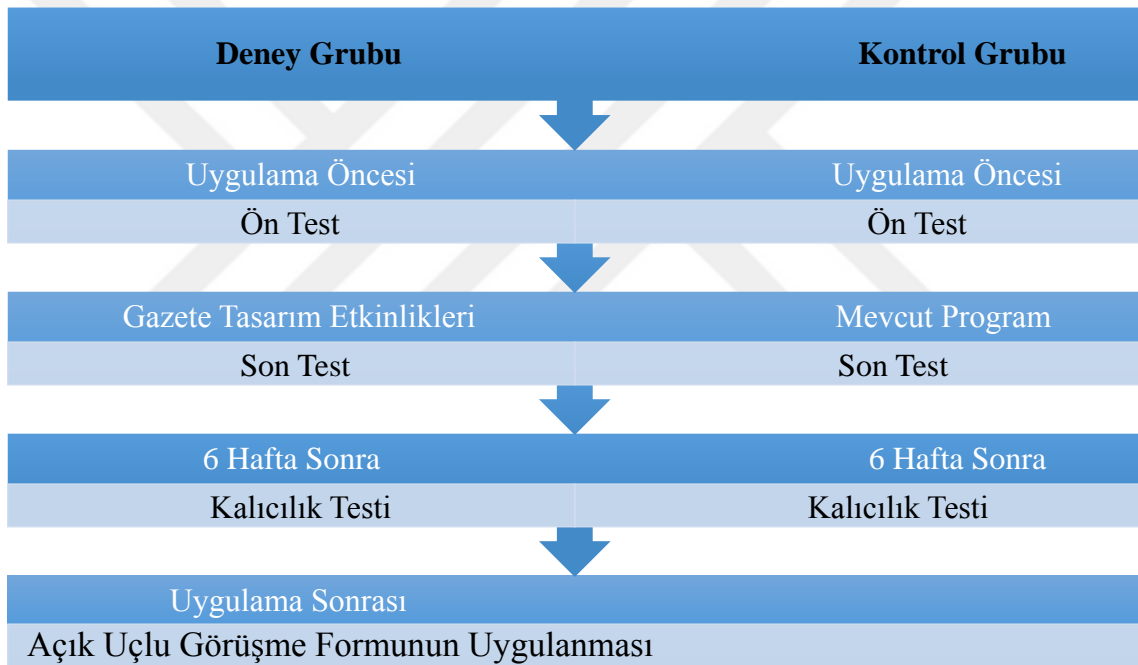 Deney Grubu Kontrol Grubu
Uygulama Öncesi Uygulama Öncesi
Ön Test Ön Test
Gazete Tasarım Etkinlikleri Mevcut Program
Son Test Son Test
6 Hafta Sonra 6 Hafta Sonra
Kalıcılık Testi Kalıcılık Testi
Uygulama Sonrası
Açık Uçlu Görüşme Formunun Uygulanması